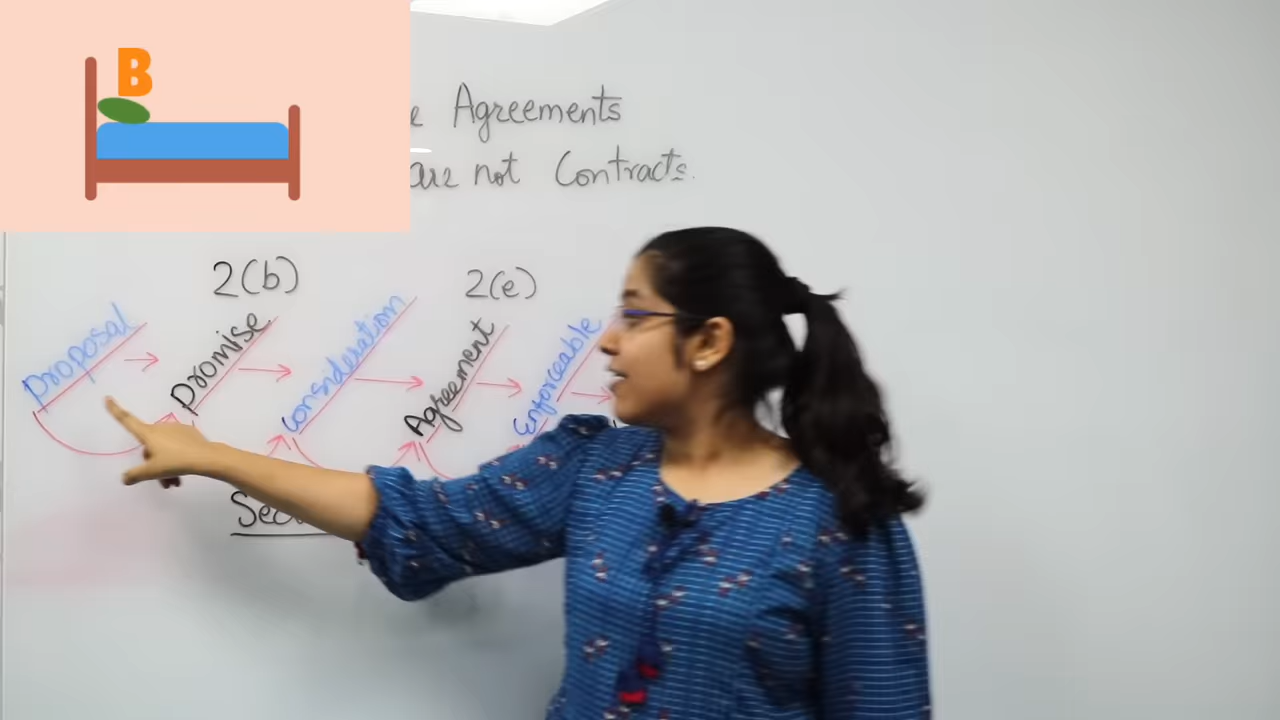 B
Agreements
are not Contracts.
2(b) 2(e)
Proposal → Promise → Consideration → Agreement → Enforceable →